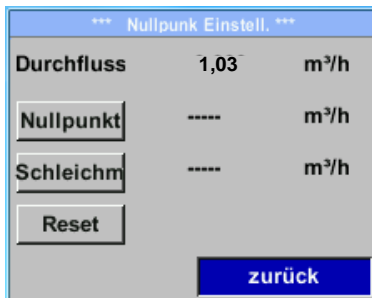 *** Nullpunk Einstell. ***
Durchfluss 1,03 m³/h
Nullpunkt ----- m³/h
Schleichm ----- m³/h
Reset
zurück